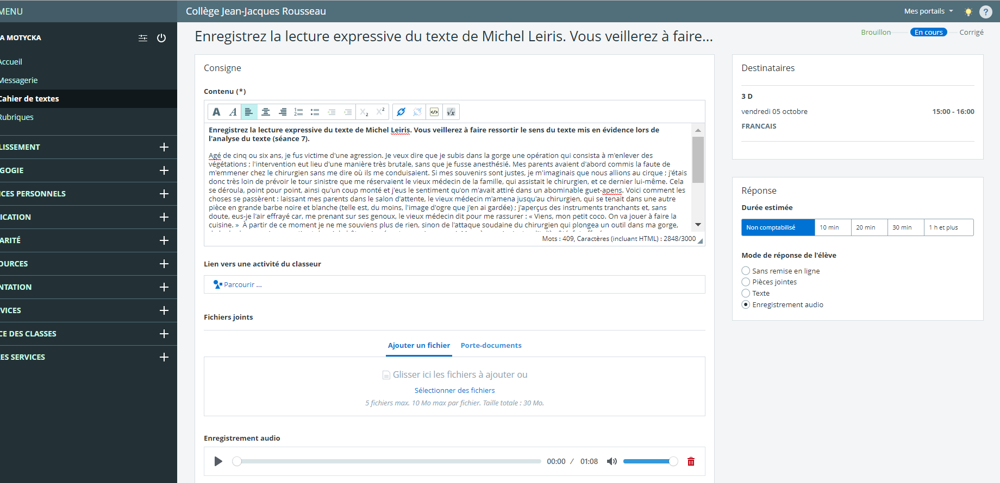 MENU
Collège Jean-Jacques Rousseau
Mes portails
?
A MOTYCKA
Accueil
Messagerie
Cahier de textes
Rubriques
LISSEMENT
GOGIE
ICES PERSONNELS
ICATION
ARITÉ
OURCES
NTATION
VICES
CE DES CLASSES
ES SERVICES
Enregistrez la lecture expressive du texte de Michel Leiris. Vous veillerez à faire...
Brouillon
En cours
Corrigé
Consigne
Contenu (*)
Enregistrez la lecture expressive du texte de Michel Leiris. Vous veillerez à faire ressortir le sens du texte mis en évidence lors de
l'analyse du texte (séance 7).
Agé de cinq ou six ans, je fus victime d'une agression. Je veux dire que je subis dans la gorge une opération qui consista à m'enlever des
végétations ; l'intervention eut lieu d'une manière très brutale, sans que je fusse anesthésié. Mes parents avaient d'abord commis la faute de
m'emmener chez le chirurgien sans me dire où ils me conduisaient. Si mes souvenirs sont justes, je m'imaginais que nous allions au cirque ; j'étais
donc très loin de prévoir le tour sinistre que me réservaient le vieux médecin de la famille, qui assistait le chirurgien, et ce dernier lui-même. Cela
se déroula, point pour point, ainsi qu'un coup monté et j'eus le sentiment qu'on m'avait attiré dans un abominable guet-apens. Voici comment les
choses se passèrent : laissant mes parents dans le salon d'attente, le vieux médecin m'amena jusqu'au chirurgien, qui se tenait dans une autre
pièce en grande barbe noire et blanche (telle est, du moins, l'image d'ogre que j'en ai gardée) ; j'aperçus des instruments tranchants et, sans
doute, eus-je l'air effrayé car, me prenant sur ses genoux, le vieux médecin dit pour me rassurer : « Viens, mon petit coco. On va jouer à faire la
cuisine. » À partir de ce moment je ne me souviens plus de rien, sinon de l'attaque soudaine du chirurgien qui plongea un outil dans ma gorge,
Mots : 409, Caractères (incluant HTML) : 2848/3000
Lien vers une activité du classeur
Parcourir ...
Fichiers joints
Ajouter un fichier
Porte-documents
Glisser ici les fichiers à ajouter ou
Sélectionner des fichiers
5 fichiers max. 10 Mo max par fichier. Taille totale : 30 Mo.
Enregistrement audio
00:00 / 01:08
Destinataires
3 D
vendredi 05 octobre
15:00 - 16:00
FRANCAIS
Réponse
Durée estimée
Non comptabilisé
10 min
20 min
30 min
1 h et plus
Mode de réponse de l'élève
Sans remise en ligne
Pièces jointes
Texte
Enregistrement audio